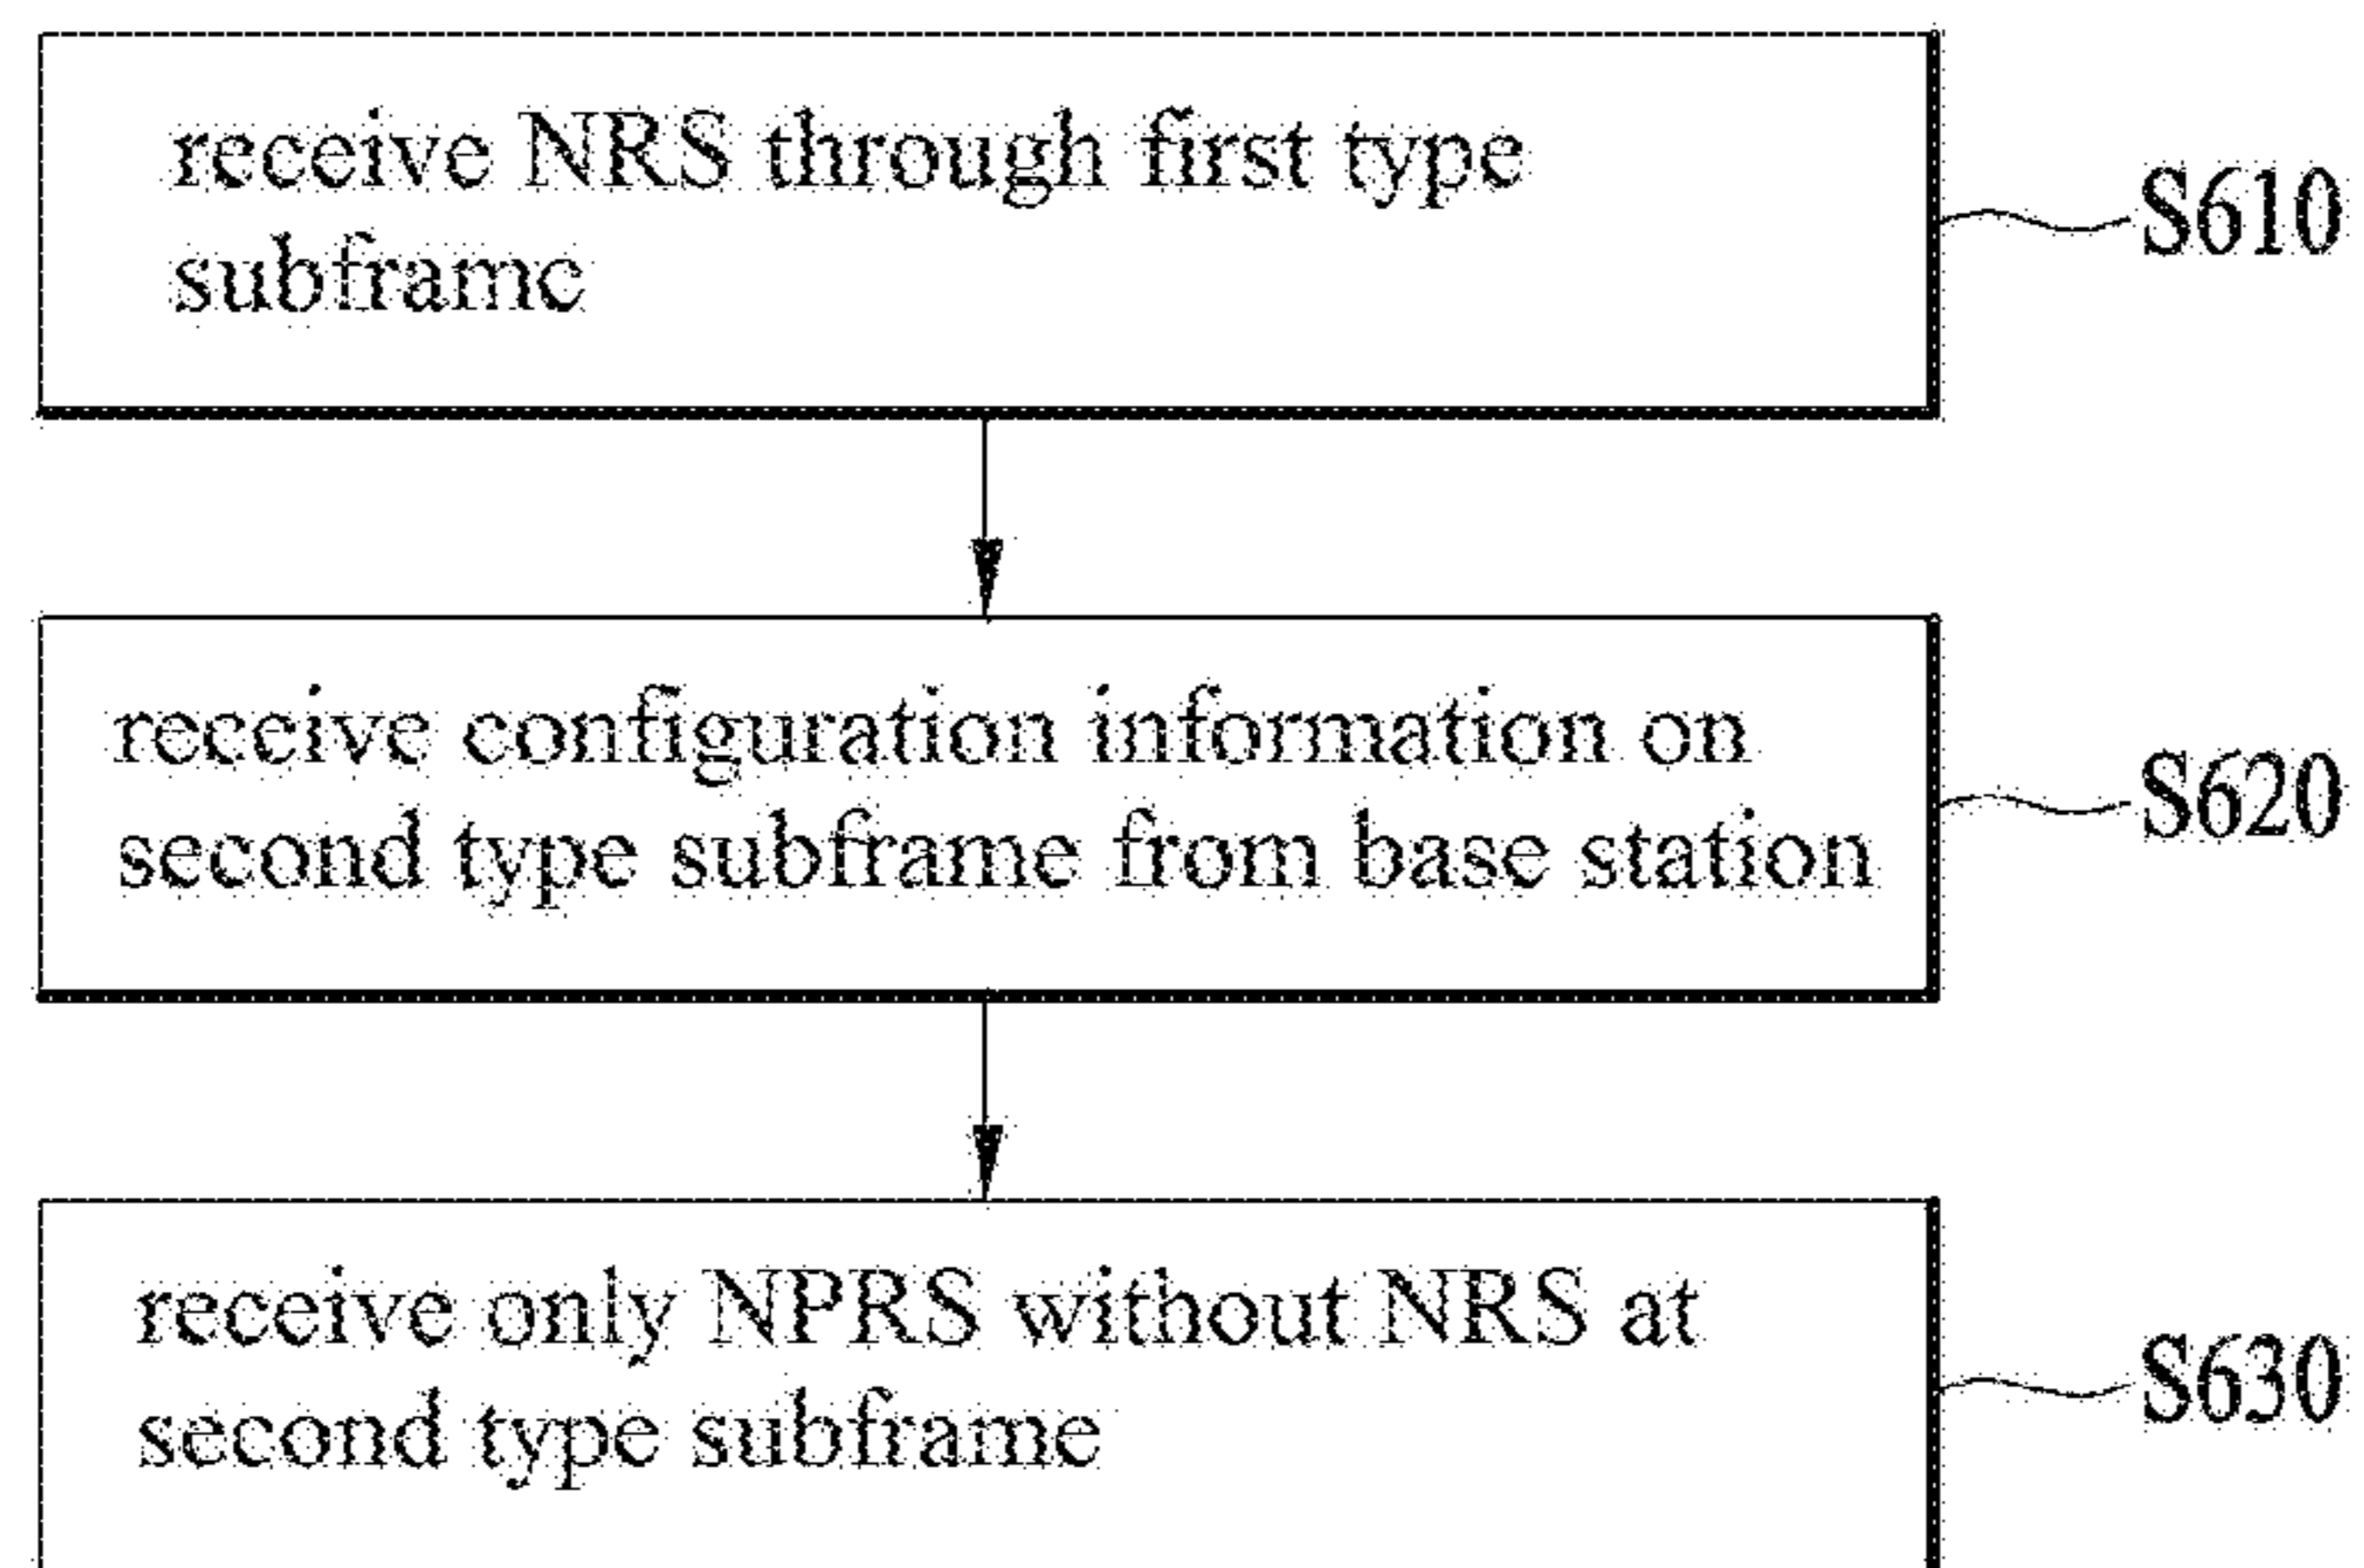 receive NRS through first type
subframe
S610
receive configuration information on
second type subframe from base station
S620
receive only NPRS without NRS at
second type subframe
S630